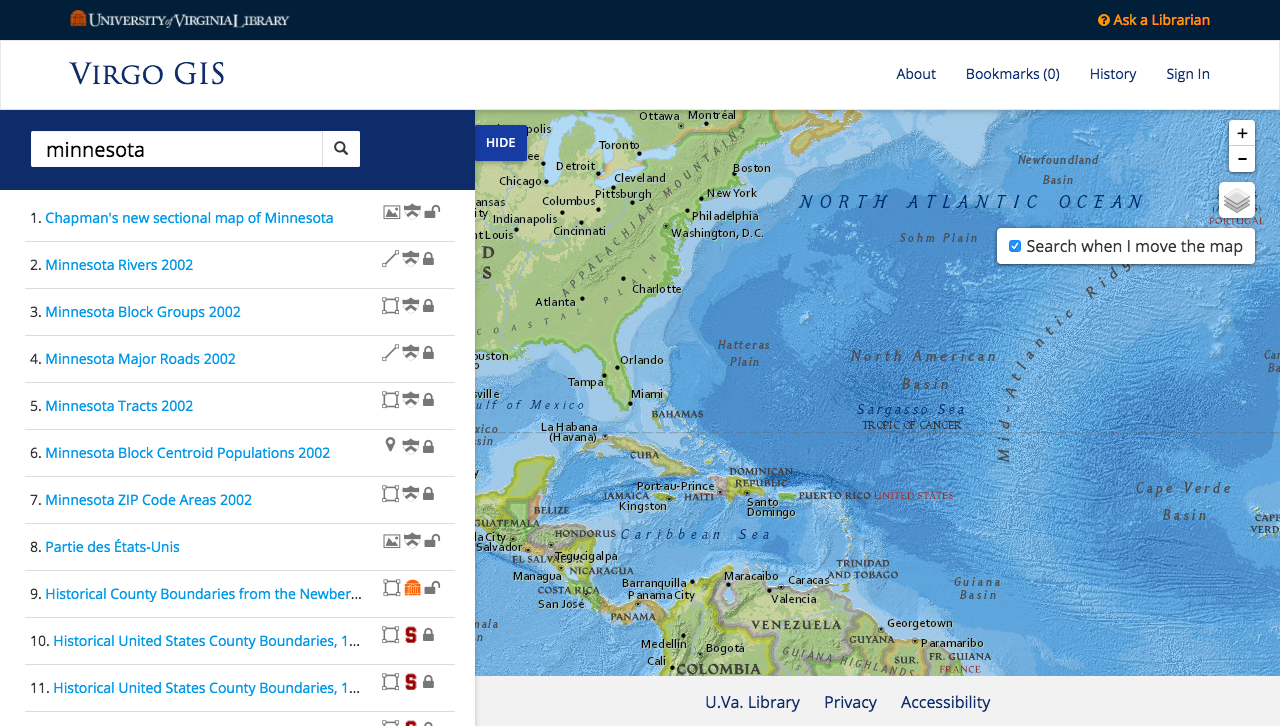 UNIVERSITY of VIRGINIA LIBRARY
Ask a Librarian
VIRGO GIS
About
Bookmarks (0)
History
Sign In
minnesota
HIDE
1. Chapman's new sectional map of Minnesota
2. Minnesota Rivers 2002
3. Minnesota Block Groups 2002
4. Minnesota Major Roads 2002
5. Minnesota Tracts 2002
6. Minnesota Block Centroid Populations 2002
7. Minnesota ZIP Code Areas 2002
8. Partie des États-Unis
9. Historical County Boundaries from the Newber...
10. Historical United States County Boundaries, 1...
11. Historical United States County Boundaries, 1...
+
-
Search when I move the map
Ottawa
Montréal
Toronto
Boston
Detroit
Chicago
Cleveland
Pittsburgh
New York
Columbus
Philadelphia
Indianapolis
Cincinnati
Washington, D.C.
APPALACHIAN MOUNTAINS
COASTAL PLAIN
Charlotte
Atlanta
Orlando
Tampa
Miami
Newfoundland
Basin
NORTH ATLANTIC OCEAN
PORTUGAL
Sohm Plain
Mid-Atlantic Ridge
Hatteras
Plain
North American
Basin
Sargasso Sea
TROPIC OF CANCER
BAHAMAS
La Habana
(Havana)
CUBA
DOMINICAN
REPUBLIC
Port-au-Prince
JAMAICA
HAITI
PUERTO RICO UNITED STATES
Kingston
Santo
Domingo
Cape Verde
Basin
BELIZE
GUATEMALA
HONDORUS
Caribbean Sea
Tegucigalpa
NICARAGUA
Managua
COSTA RICA
San José
Barranquilla
Panama City
PANAMA
Maracaibo
Caracas
Valencia
TRINIDAD
AND TOBAGO
Guiana
Basin
VENEZUELA
Georgetown
GUYANA
Paramaribo
Medellín
Bogotá
Cali
COLOMBIA
GUIANA HIGHLANDS
SUR.
FR. GUIANA
FRANCE
U.Va. Library
Privacy
Accessibility